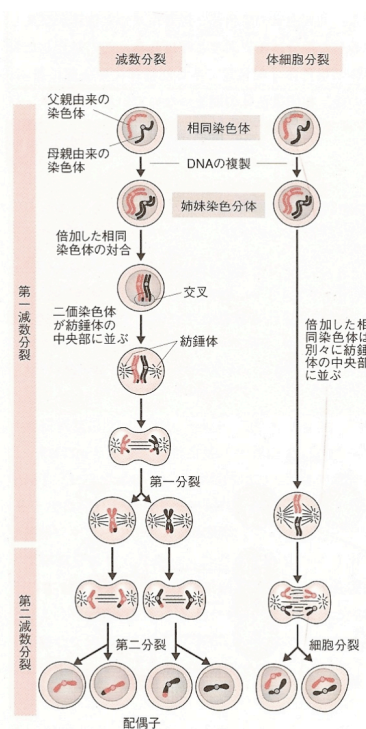 減数分裂
体細胞分裂
父親由来の
染色体
母親由来の
染色体
相同染色体
DNAの複製
姉妹染色分体
倍加した相同
染色体の対合
交叉
二価染色体
が紡錘体の
中央部に並ぶ
紡錘体
倍加した相
同染色体は
別々に紡錘
体の中央部
に並ぶ
第一減数分裂
第一分裂
第二減数分裂
第二分裂
細胞分裂
配偶子